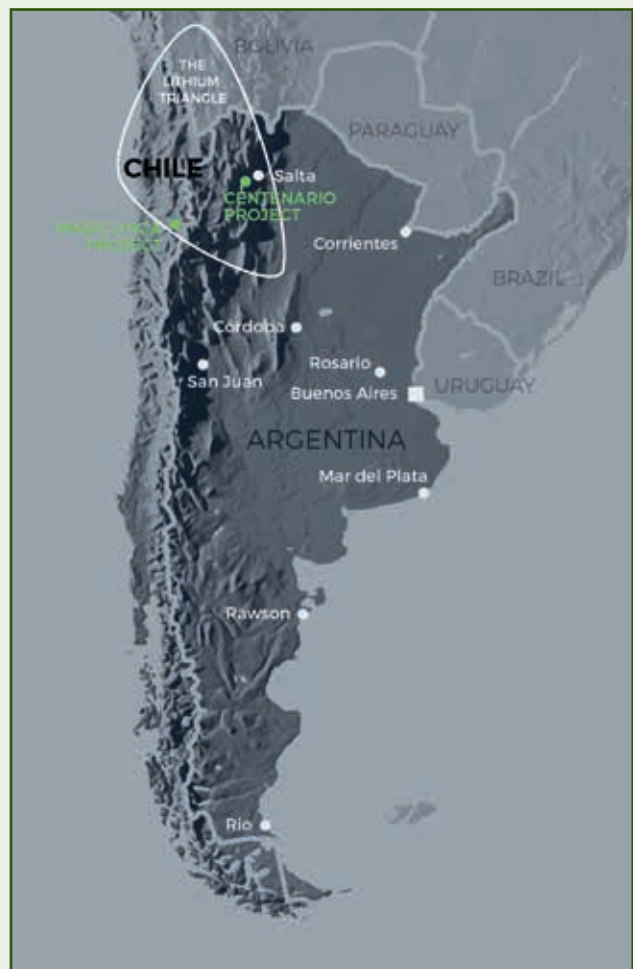 BOLIVIA
THE
LITHIUM
TRIANGLE
PARAGUAY
CHILE
Salta
CENTENARIO
PROJECT
MARICUNGA
PROJECT
Corrientes
BRAZIL
Cordoba
Rosario
San Juan
Buenos Aires
URUGUAY
ARGENTINA
Mar del Plata
Rawson
Rio